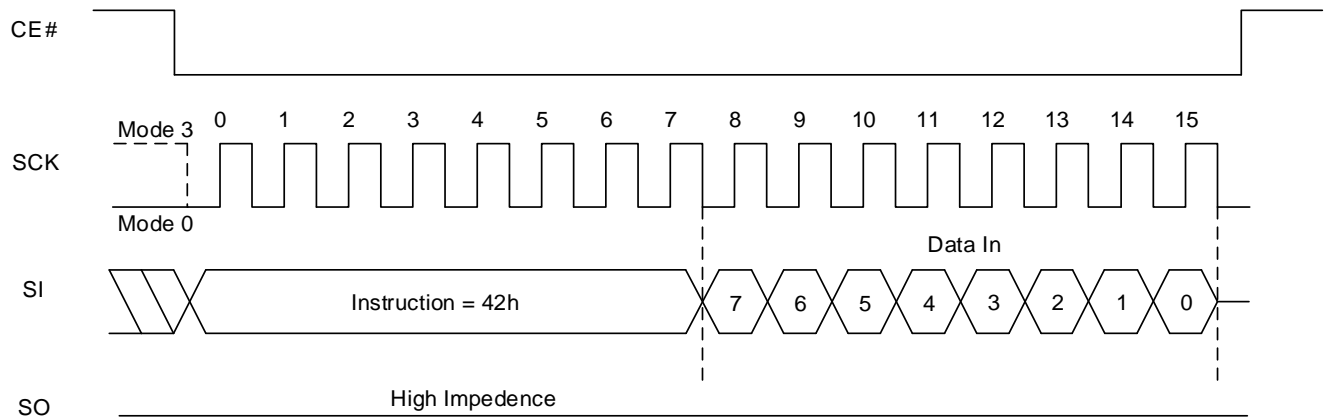 CE#
Mode 3
0 1 2 3 4 5 6 7 8 9 10 11 12 13 14 15
SCK
Mode 0
Data In
SI
Instruction = 42h
7 6 5 4 3 2 1 0
High Impedence
SO